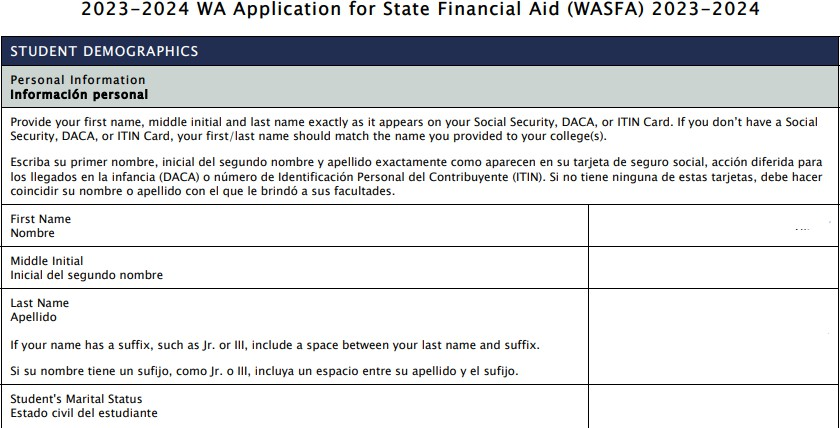 2023-2024 WA Application for State Financial Aid (WASFA) 2023-2024
STUDENT DEMOGRAPHICS
Personal Information
Información personal
Provide your first name, middle initial and last name exactly as it appears on your Social Security, DACA, or ITIN Card. If you don't have a Social
Security, DACA, or ITIN Card, your first/last name should match the name you provided to your college(s).
Escriba su primer nombre, inicial del segundo nombre y apellido exactamente como aparecen en su tarjeta de seguro social, acción diferida para
los llegados en la infancia (DACA) o número de Identificación Personal del Contribuyente (ITIN). Si no tiene ninguna de estas tarjetas, debe hacer
coincidir su nombre o apellido con el que le brindó a sus facultades.
First Name
Nombre
Middle Initial
Inicial del segundo nombre
Last Name
Apellido
If your name has a suffix, such as Jr. or III, include a space between your last name and suffix.
Si su nombre tiene un sufijo, como Jr. o III, incluya un espacio entre su apellido y el sufijo.
Student's Marital Status
Estado civil del estudiante